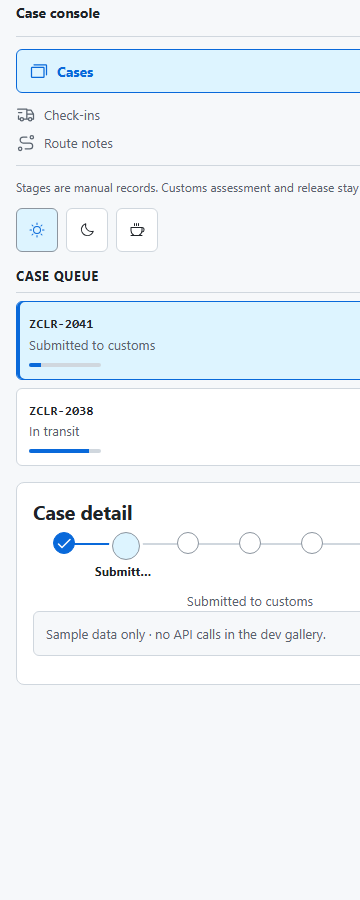 Case console
Cases
Check-ins
Route notes
Stages are manual records. Customs assessment and release stay
CASE QUEUE
ZCLR-2041
Submitted to customs
ZCLR-2038
In transit
Case detail
Submitt...
Submitted to customs
Sample data only · no API calls in the dev gallery.